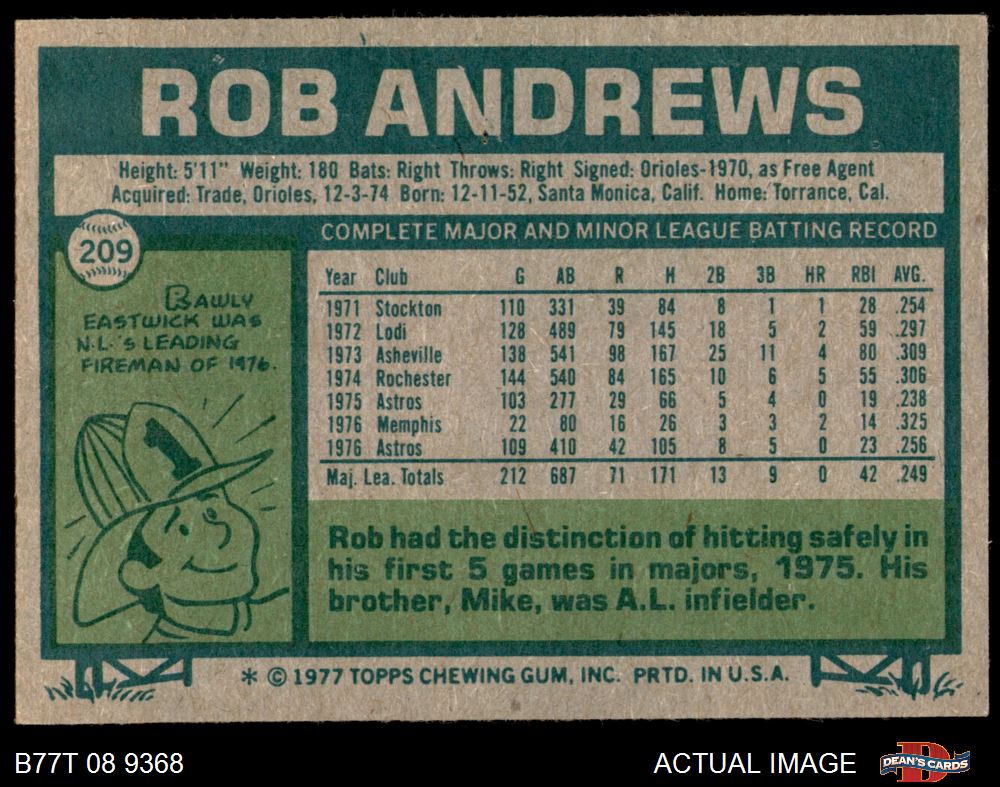 ROB ANDREWS
Height: 5'11" Weight: 180 Bats: Right Throws: Right Signed: Orioles-1970, as Free Agent
Acquired: Trade, Orioles, 12-3-74 Born: 12-11-52, Santa Monica, Calif. Home: Torrance, Cal.
209
RAWLY
EASTWICK WAS
N.L.'S LEADING
FIREMAN OF 1976.
1
COMPLETE MAJOR AND MINOR LEAGUE BATTING RECORD
Year Club G AB R H 2B 3B HR RBI AVG.
1971 Stockton 110 331 39 84 8 1 1 28 .254
1972 Lodi 128 489 79 145 18 5 2 59 .297
1973 Asheville 138 541 98 167 25 11 4 80 .309
1974 Rochester 144 540 84 165 10 6 5 55 .306
1975 Astros 103 277 29 66 5 4 0 19 .238
1976 Memphis 22 80 16 26 3 3 2 14 .325
1976 Astros 109 410 42 105 8 5 0 23 .256
Maj. Lea. Totals 212 687 71 171 13 9 0 42 .249
Rob had the distinction of hitting safely in
his first 5 games in majors, 1975. His
brother, Mike, was A.L. infielder.
* © 1977 TOPPS CHEWING GUM, INC. PRTD. IN U.S.A.
B77T 08 9368
ACTUAL IMAGE
D
DEAN'S CARDS